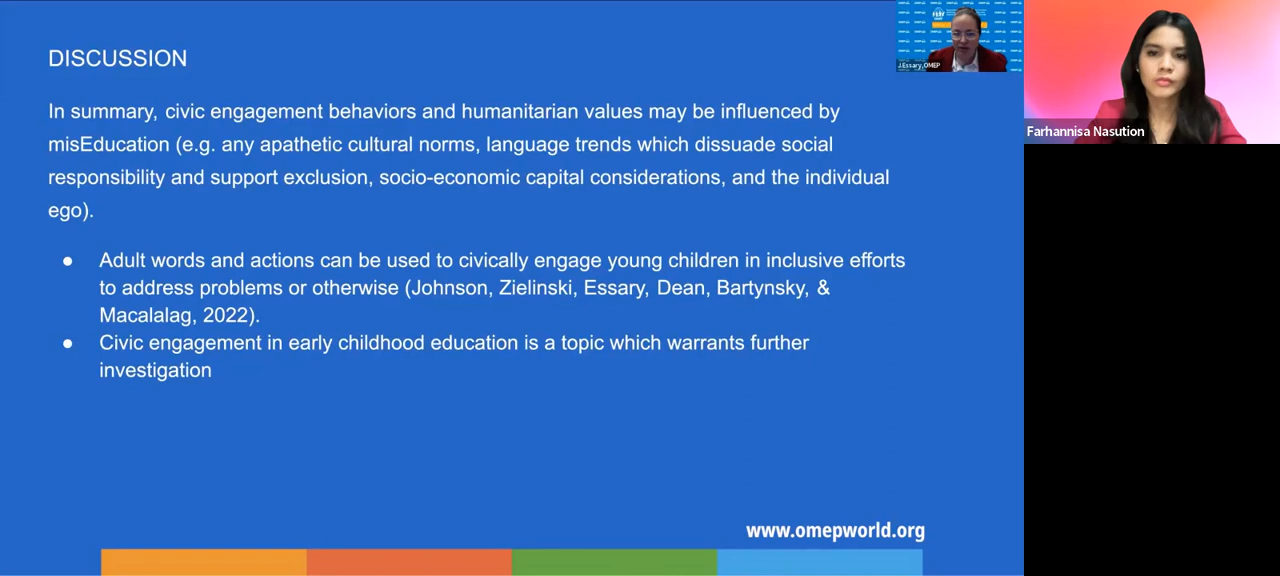 DISCUSSION
In summary, civic engagement behaviors and humanitarian values may be influenced by
misEducation (e.g. any apathetic cultural norms, language trends which dissuade social
responsibility and support exclusion, socio-economic capital considerations, and the individual
ego).
● Adult words and actions can be used to civically engage young children in inclusive efforts
to address problems or otherwise (Johnson, Zielinski, Essary, Dean, Bartynsky, &
Macalalag, 2022).
● Civic engagement in early childhood education is a topic which warrants further
investigation
www.omepworld.org
J.Essary,OMEP
Farhannisa Nasution